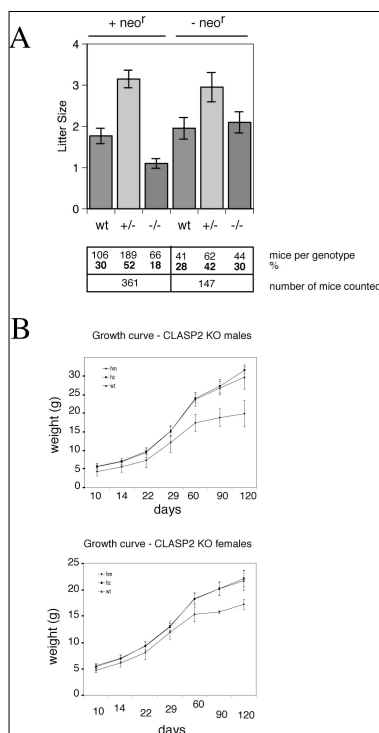 A
+ neor - neor
4
3
2
1
0
Litter Size
wt +/- -/- wt +/- -/-
106 189 66 41 62 44 mice per genotype
30 52 18 28 42 30 %
361 147 number of mice counted
B
Growth curve - CLASP2 KO males
30
25
20
15
10
5
0
weight (g)
hm
hz
wt
10 14 22 29 60 90 120
days
Growth curve - CLASP2 KO females
25
20
15
10
5
0
weight (g)
hm
hz
wt
10 14 22 29 60 90 120
days